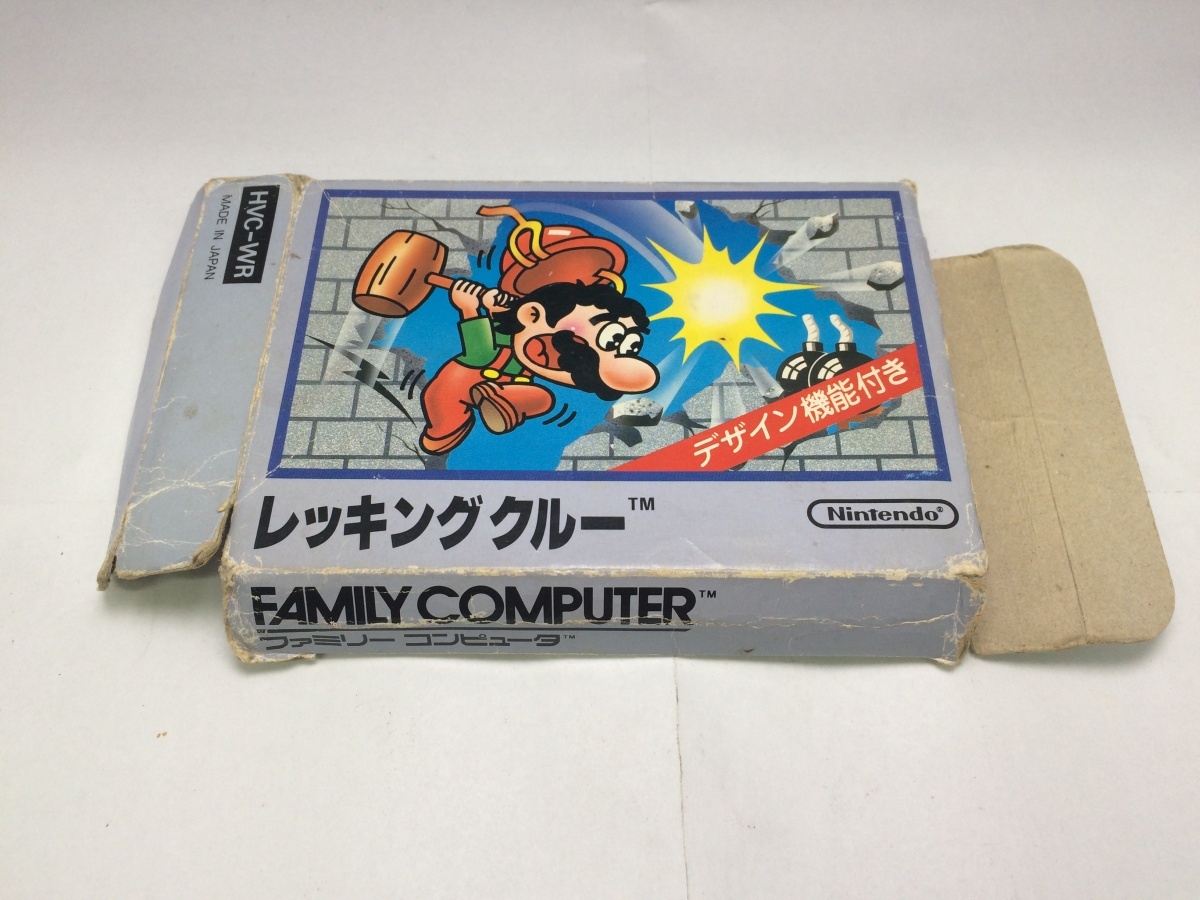 HVC-WR
MADE IN JAPAN
デザイン機能付き
レッキングクルー™
Nintendo®
FAMILY COMPUTER™
ファミリー コンピュータ™